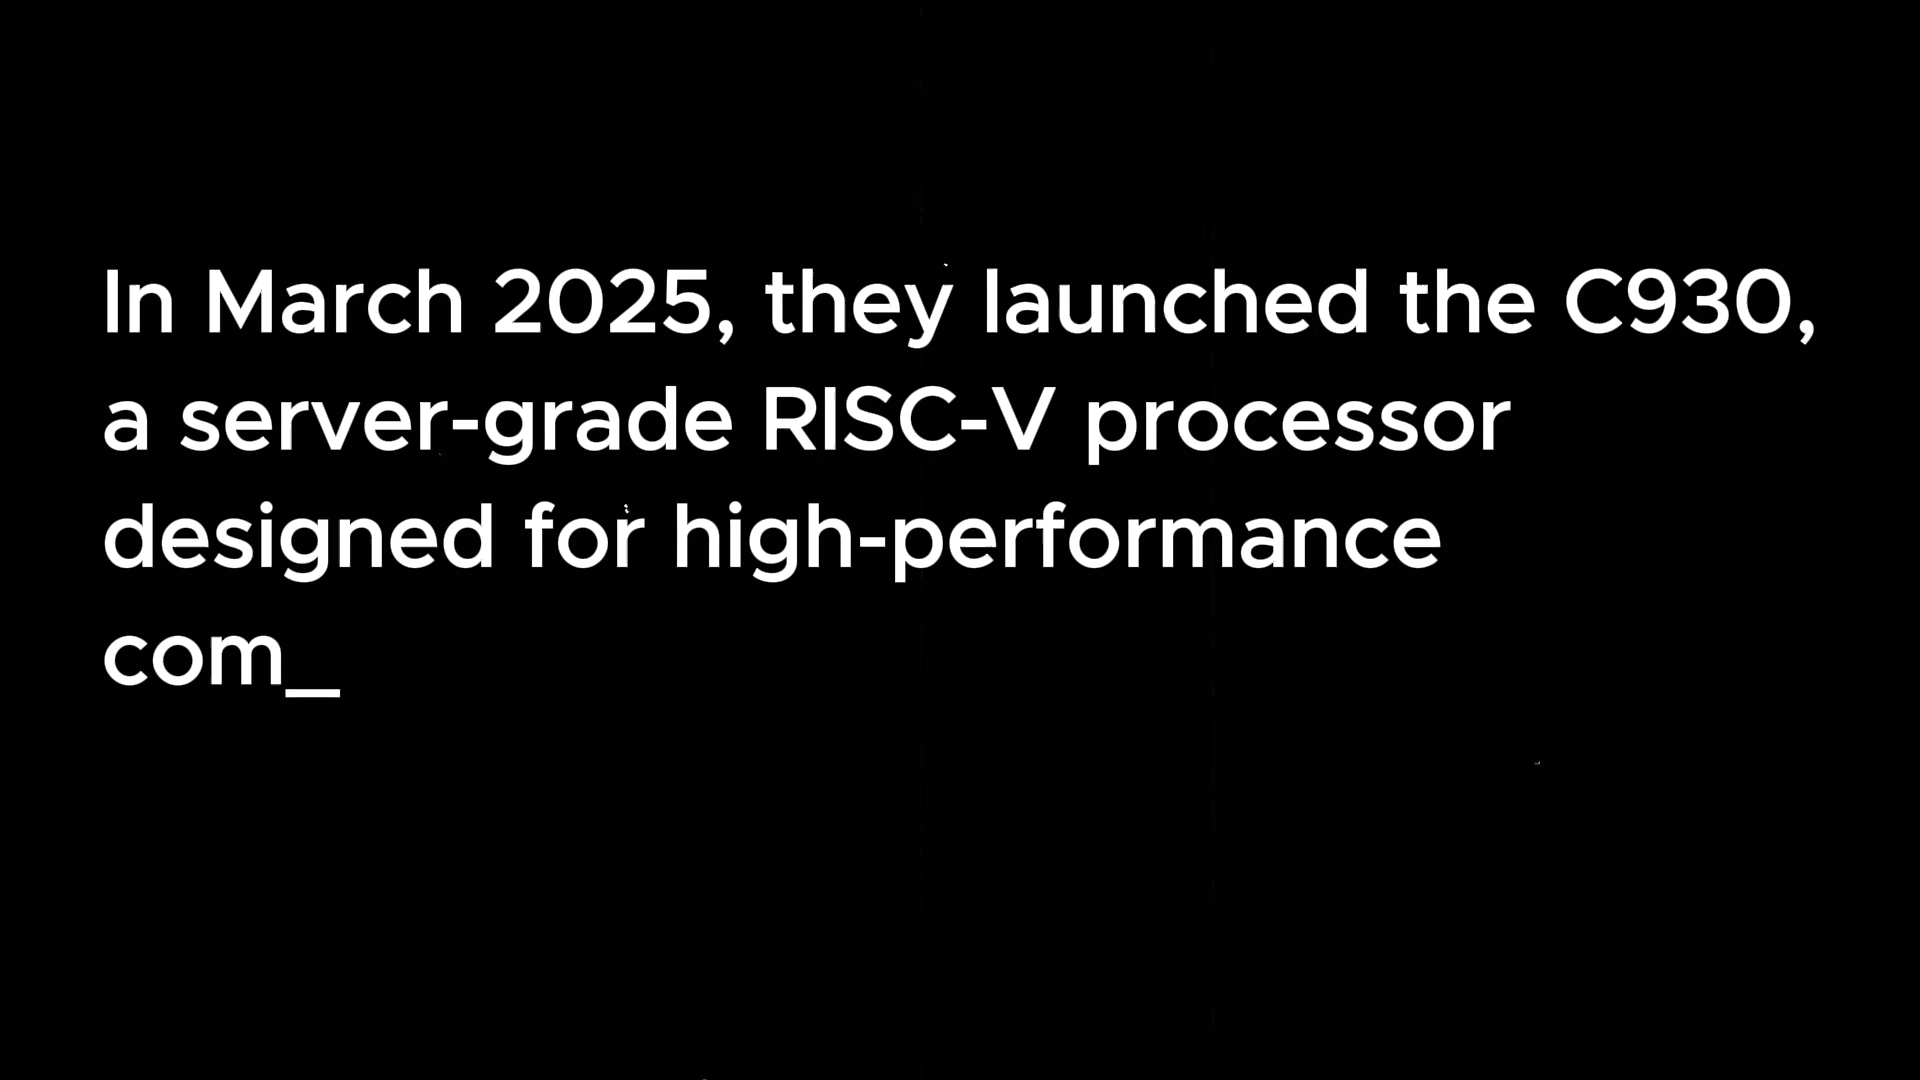 In March 2025, they launched the C930,
a server-grade RISC-V processor
designed for high-performance
com_